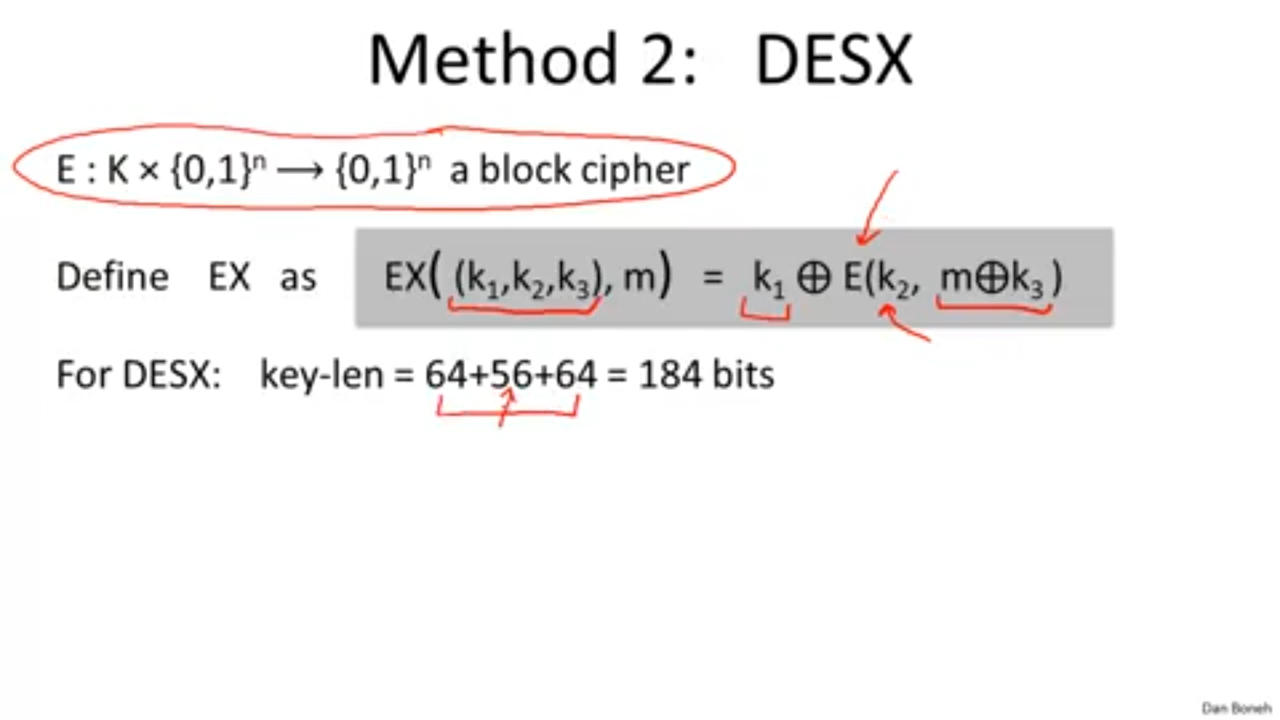 Method 2: DESX
E : K × {0,1}ⁿ ⟶ {0,1}ⁿ a block cipher
Define EX as EX( (k₁,k₂,k₃), m) = k₁ ⊕ E(k₂, m⊕k₃ )
For DESX: key-len = 64+56+64 = 184 bits
Dan Boneh